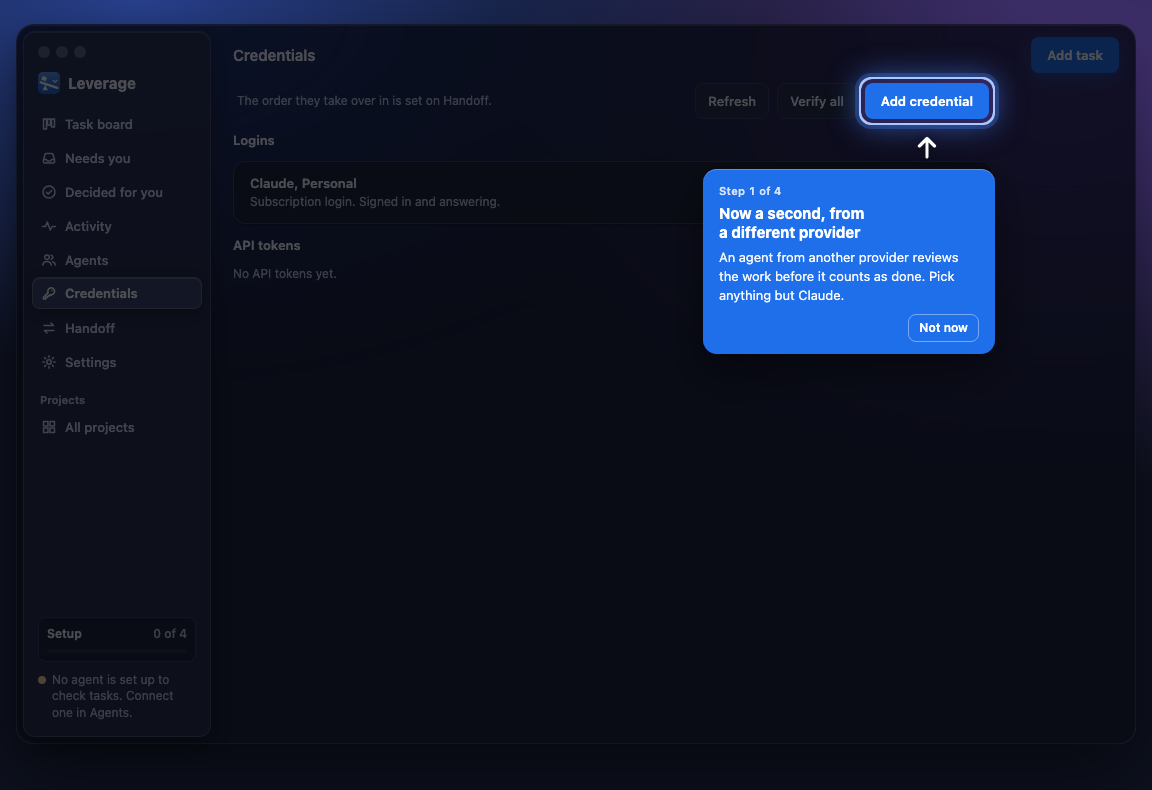 Leverage
Task board
Needs you
Decided for you
Activity
Agents
Credentials
Handoff
Settings
Projects
All projects
Setup 0 of 4
No agent is set up to
check tasks. Connect
one in Agents.
Credentials
Add task
The order they take over in is set on Handoff.
Refresh
Verify all
Add credential
Logins
Claude, Personal
Subscription login. Signed in and answering.
API tokens
No API tokens yet.
Step 1 of 4
Now a second, from
a different provider
An agent from another provider reviews
the work before it counts as done. Pick
anything but Claude.
Not now